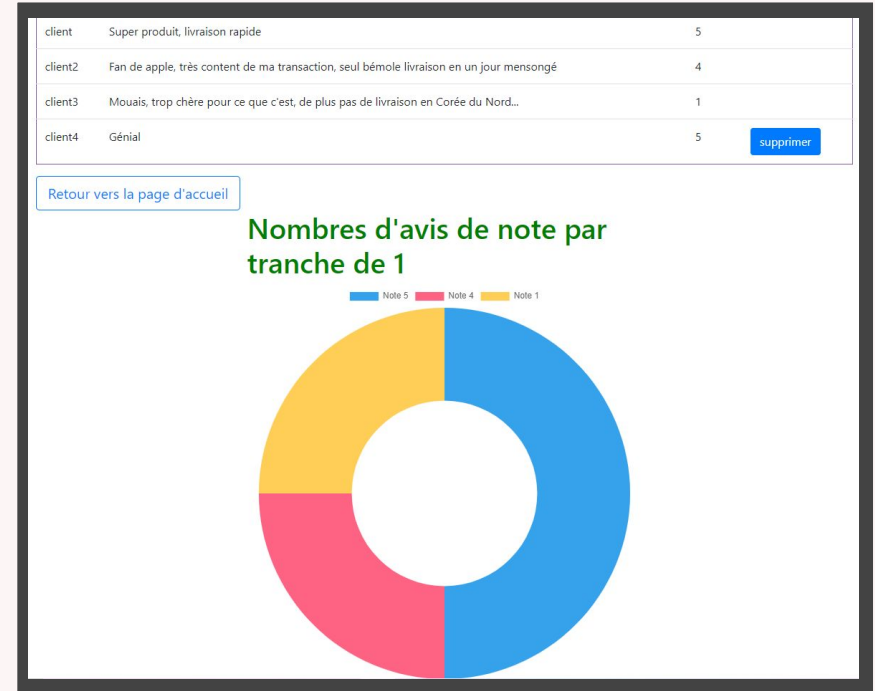 client Super produit, livraison rapide 5
client2 Fan de apple, très content de ma transaction, seul bémole livraison en un jour mensongé 4
client3 Mouais, trop chère pour ce que c'est, de plus pas de livraison en Corée du Nord... 1
client4 Génial 5 supprimer
Retour vers la page d'accueil
Nombres d'avis de note par
tranche de 1
Note 5 Note 4 Note 1